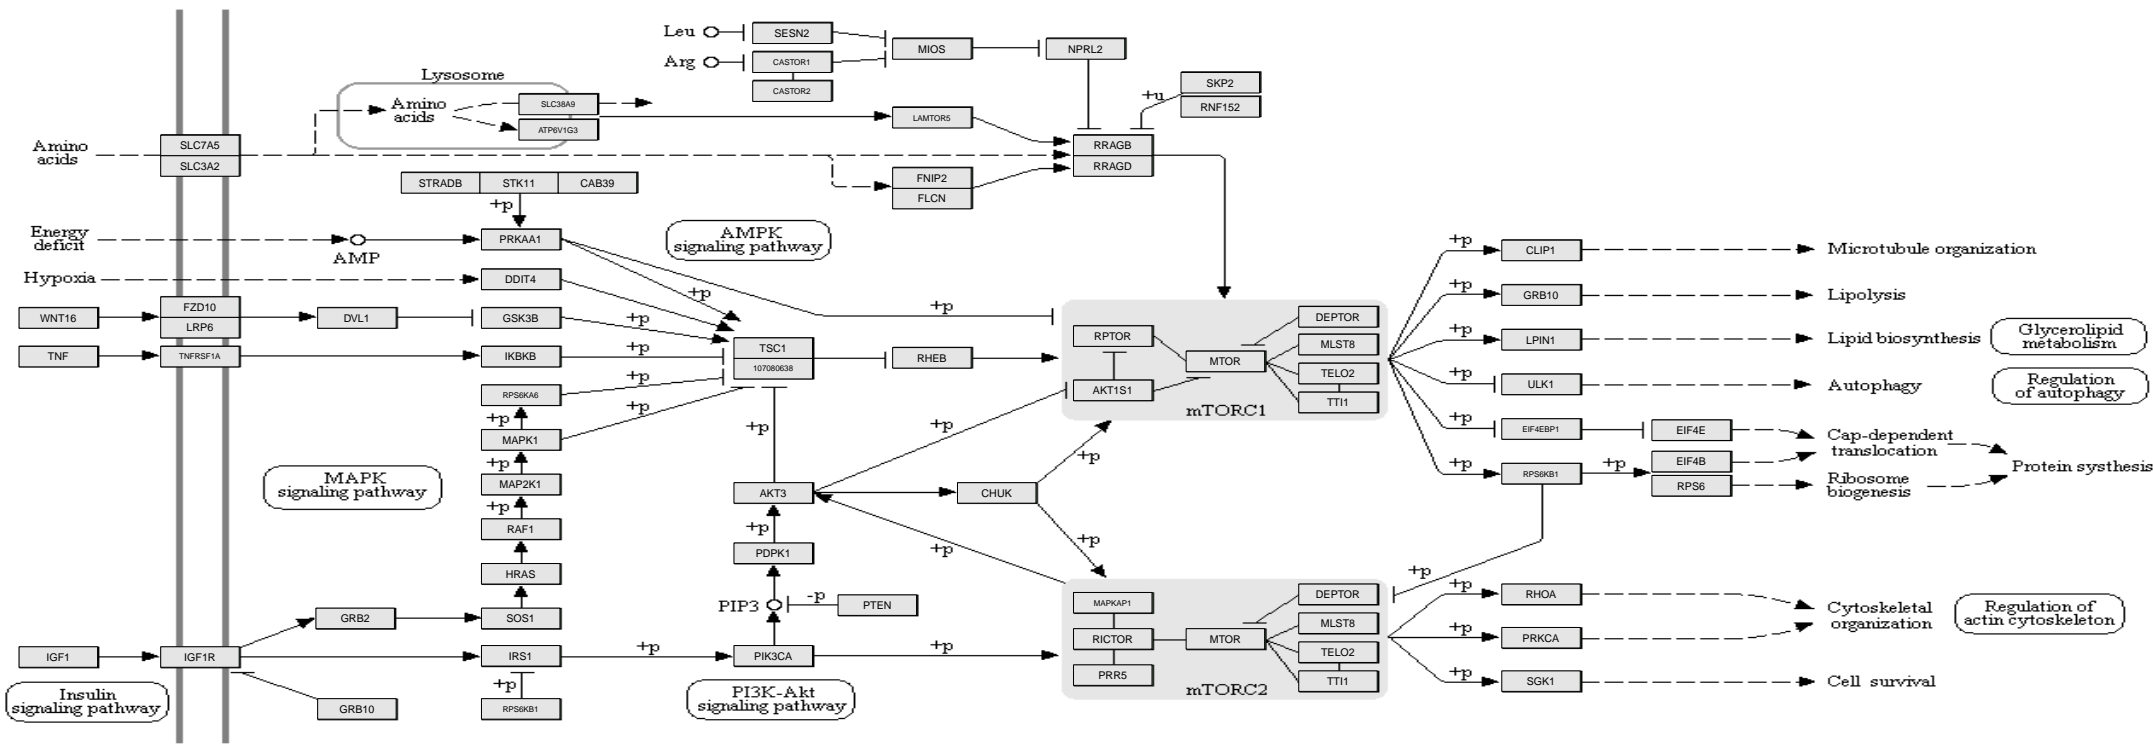 Leu
SESN2
MIOS
NPRL2
Arg
CASTOR1
CASTOR2
SKP2
RNF152
+u
Lysosome
Amino
acids
SLC38A9
ATP6V1G3
LAMTOR5
Amino
acids
SLC7A5
SLC3A2
RRAGB
RRAGD
FNIP2
FLCN
STRADB
STK11
CAB39
+p
Energy
deficit
AMP
PRKAA1
AMPK
signaling pathway
Hypoxia
DDIT4
+p
+p
WNT16
FZD10
LRP6
DVL1
GSK3B
+p
TNF
TNFRSF1A
IKBKB
+p
TSC1
107080638
RHEB
RPS6KA6
+p
+p
MAPK1
+p
+p
MAP2K1
+p
RAF1
HRAS
SOS1
GRB2
MAPK
signaling pathway
RPTOR
AKT1S1
MTOR
DEPTOR
MLST8
TELO2
TTI1
mTORC1
+p
CLIP1
Microtubule organization
+p
GRB10
Lipolysis
+p
LPIN1
Lipid biosynthesis
Glycerolipid
metabolism
+p
ULK1
Autophagy
Regulation
of autophagy
+p
EIF4EBP1
EIF4E
Cap-dependent
translocation
+p
RPS6KB1
+p
EIF4B
RPS6
Ribosome
biogenesis
Protein systhesis
+p
+p
AKT3
CHUK
+p
+p
+p
+p
PDPK1
PIP3
-p
PTEN
IGF1
IGF1R
IRS1
+p
PIK3CA
+p
Insulin
signaling pathway
GRB10
+p
RPS6KB1
PI3K-Akt
signaling pathway
MAPKAP1
RICTOR
PRR5
MTOR
DEPTOR
MLST8
TELO2
TTI1
mTORC2
+p
+p
RHOA
+p
PRKCA
Cytoskeletal
organization
Regulation of
actin cytoskeleton
+p
SGK1
Cell survival